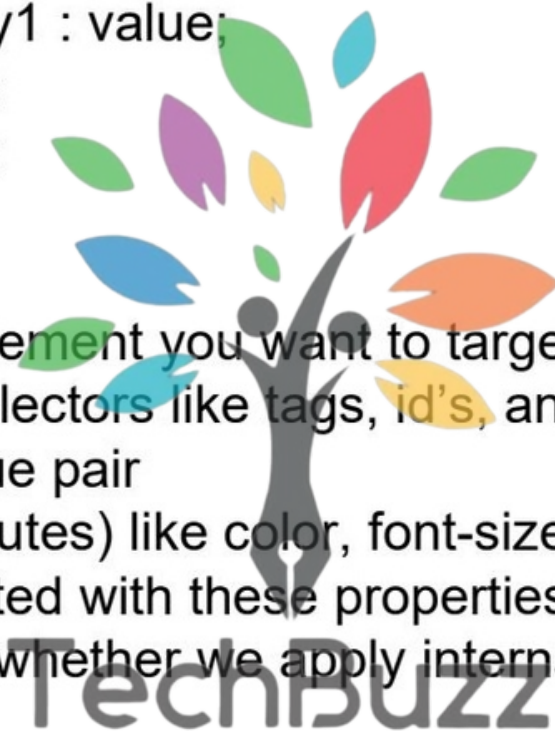 y1 : value;
ement you want to targe
lectors like tags, id's, an
ue pair
utes) like color, font-size
ted with these properties
whether we apply intern
TechBuzz